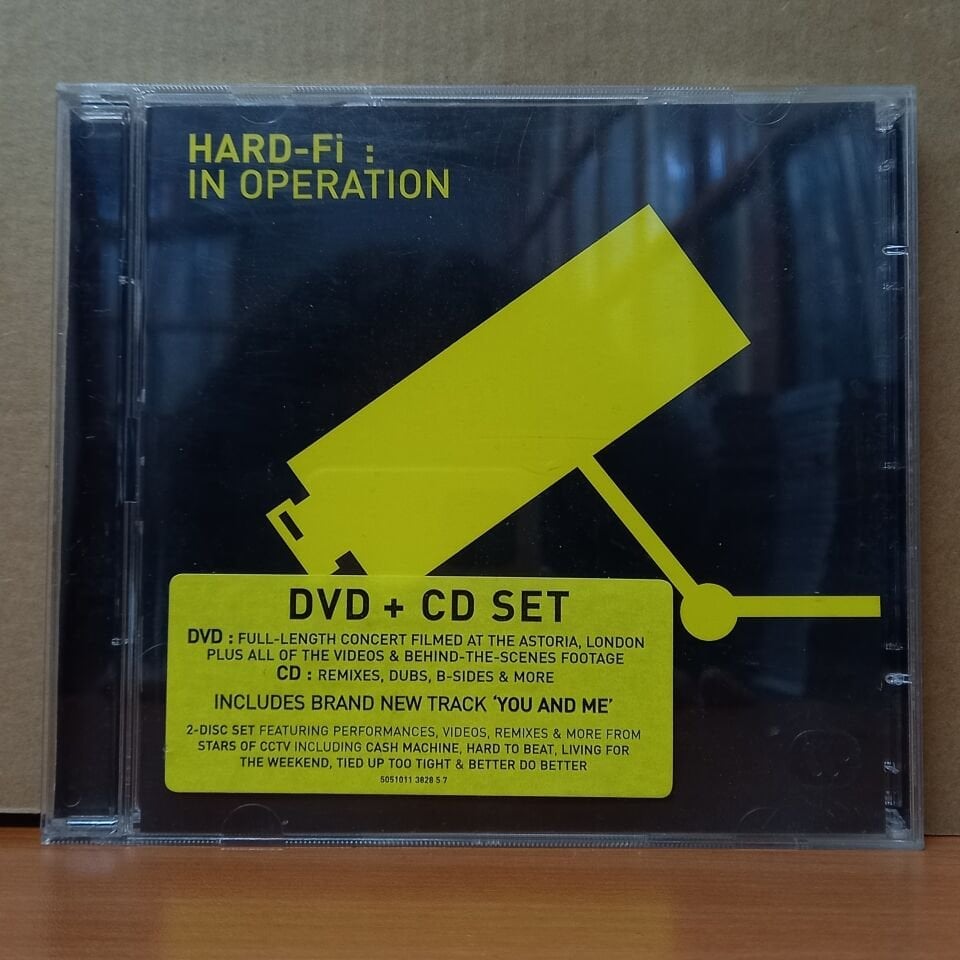 HARD-Fi :
IN OPERATION
DVD + CD SET
DVD : FULL-LENGTH CONCERT FILMED AT THE ASTORIA, LONDON
PLUS ALL OF THE VIDEOS & BEHIND-THE-SCENES FOOTAGE
CD : REMIXES, DUBS, B-SIDES & MORE
INCLUDES BRAND NEW TRACK ‘YOU AND ME’
2-DISC SET FEATURING PERFORMANCES, VIDEOS, REMIXES & MORE FROM
STARS OF CCTV INCLUDING CASH MACHINE, HARD TO BEAT, LIVING FOR
THE WEEKEND, TIED UP TOO TIGHT & BETTER DO BETTER
5051011 3828 5 7